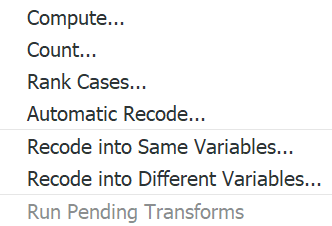 Compute...
Count...
Rank Cases...
Automatic Recode...
Recode into Same Variables...
Recode into Different Variables...
Run Pending Transforms